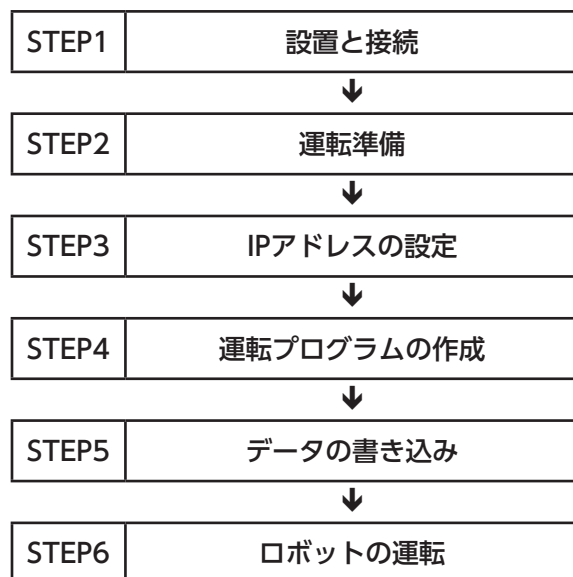 STEP1 設置と接続
STEP2 運転準備
STEP3 IPアドレスの設定
STEP4 運転プログラムの作成
STEP5 データの書き込み
STEP6 ロボットの運転